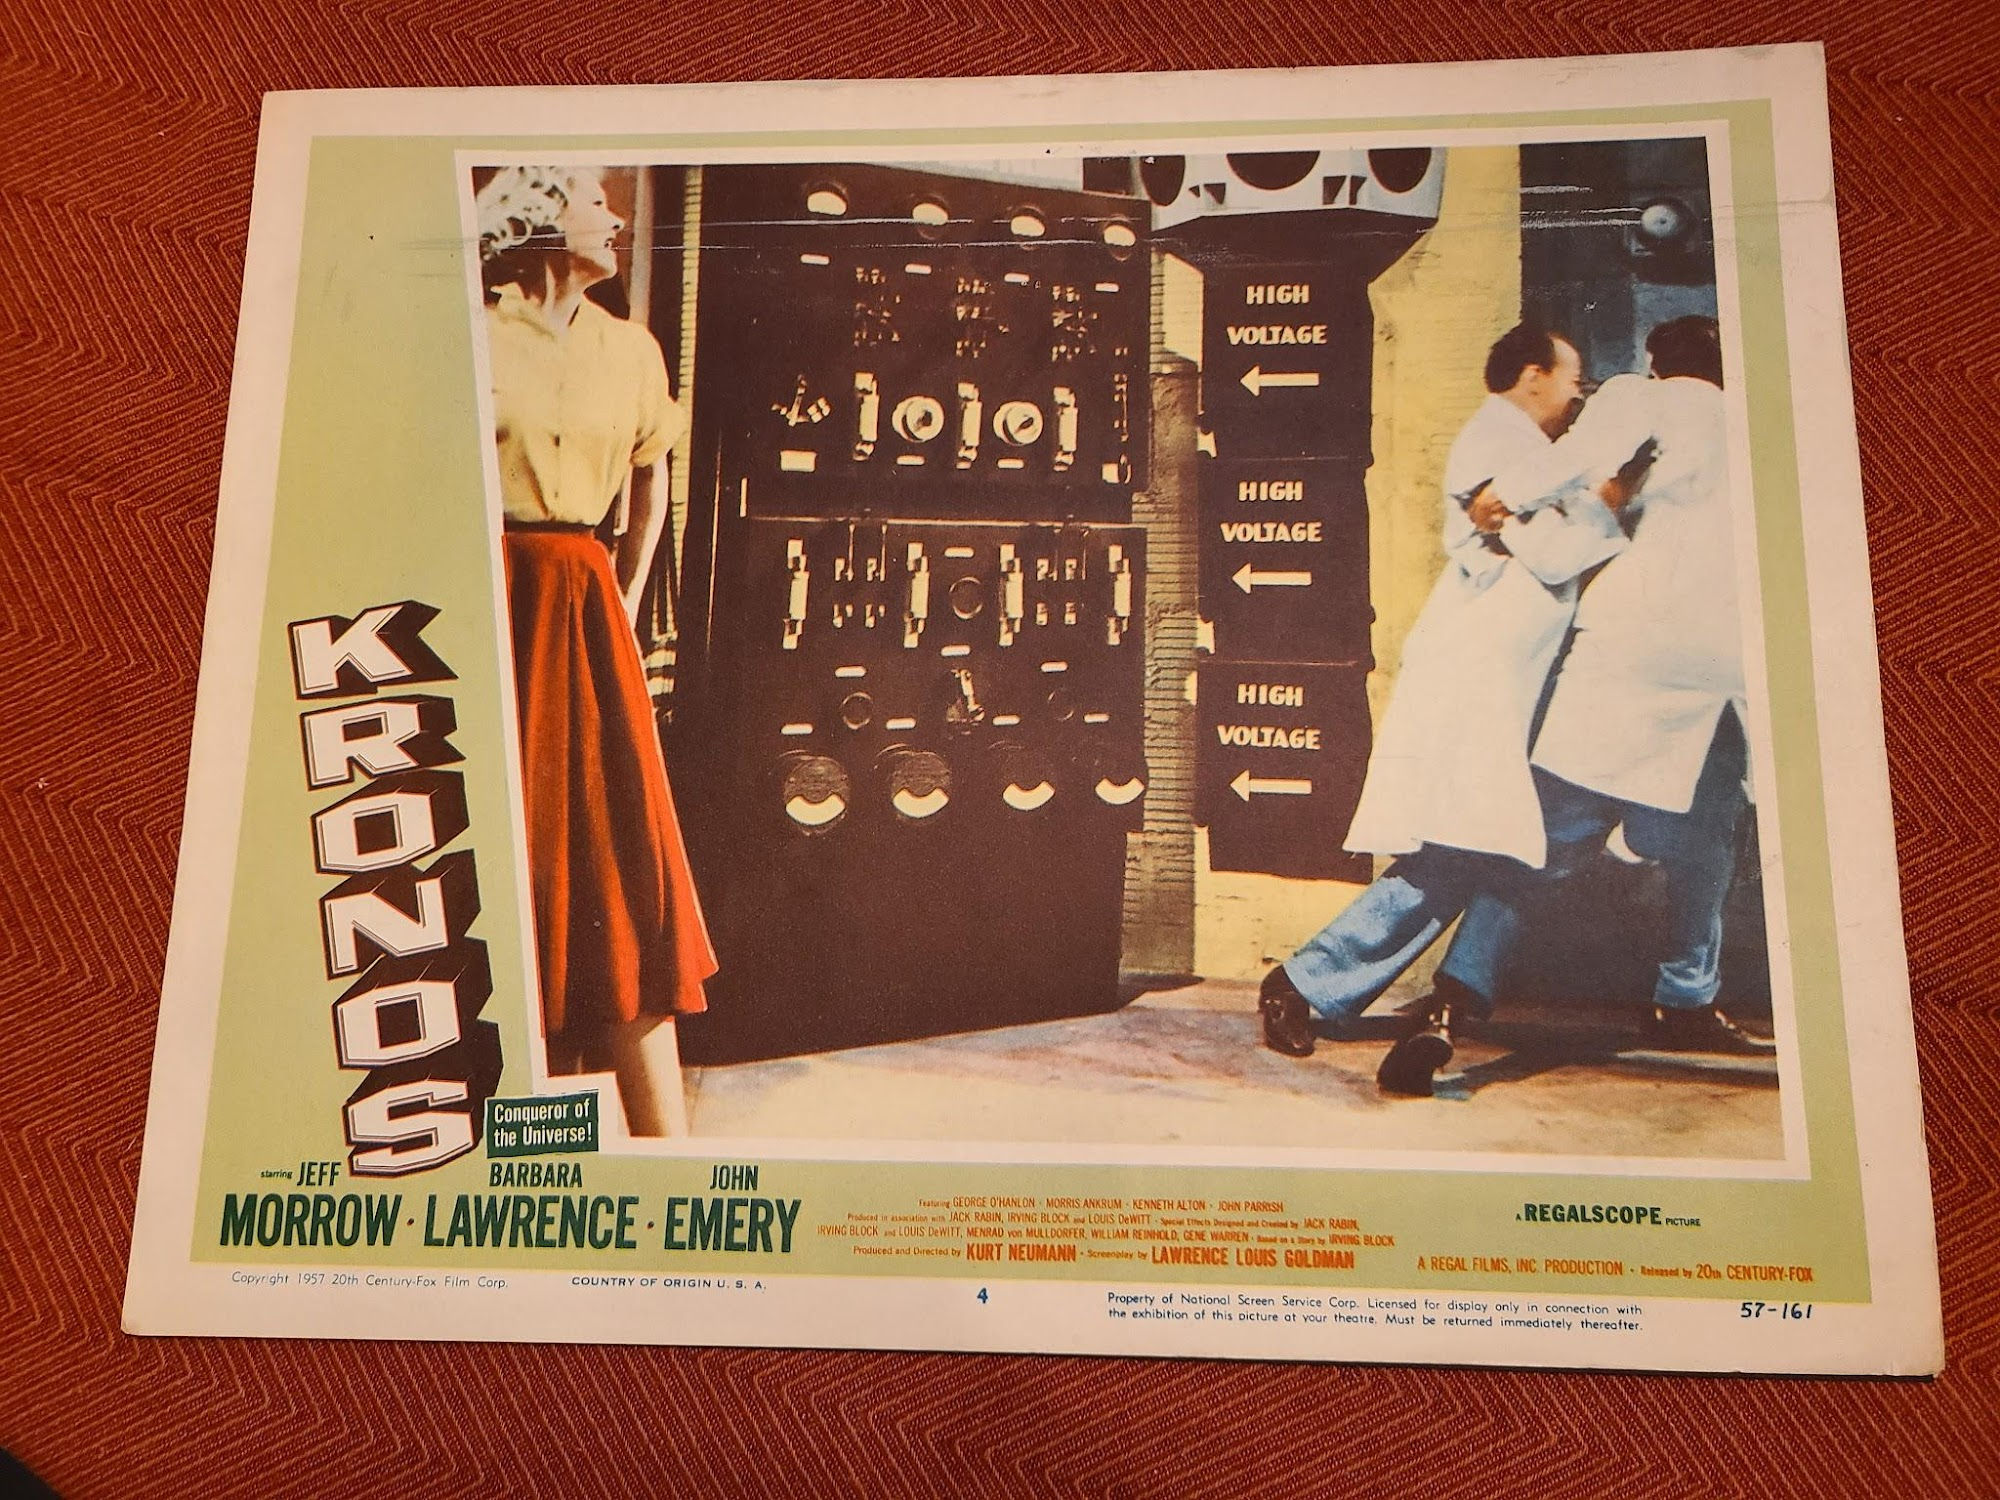 HIGH
VOLTAGE
HIGH
VOLTAGE
HIGH
VOLTAGE
KRONOS
Conqueror of
the Universe!
starring JEFF MORROW · BARBARA LAWRENCE · JOHN EMERY
Featuring GEORGE O'HANLON · MORRIS ANKRUM · KENNETH ALTON · JOHN PARRISH
Produced in association with JACK RABIN, IRVING BLOCK and LOUIS DeWITT · Special Effects Designed and Created by JACK RABIN,
IRVING BLOCK and LOUIS DeWITT, MENRAD von MULLDORFER, WILLIAM REINHOLD, GENE WARREN · Based on a Story by IRVING BLOCK
Produced and Directed by KURT NEUMANN · Screenplay by LAWRENCE LOUIS GOLDMAN
A REGALSCOPE PICTURE
A REGAL FILMS, INC. PRODUCTION · Released by 20th CENTURY-FOX
Copyright 1957 20th Century-Fox Film Corp.
COUNTRY OF ORIGIN U. S. A.
4
Property of National Screen Service Corp. Licensed for display only in connection with
the exhibition of this picture at your theatre. Must be returned immediately thereafter.
57-161